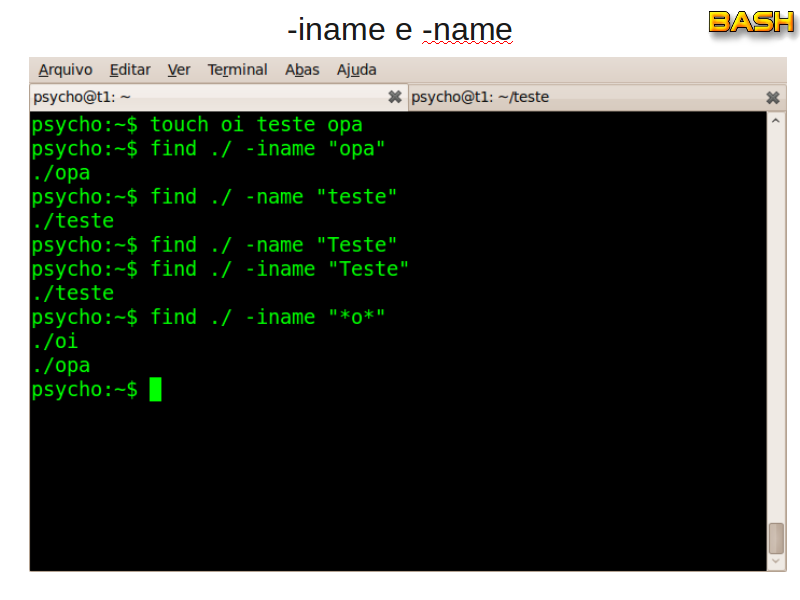 -iname e -name
BASH
Arquivo Editar Ver Terminal Abas Ajuda
psycho@t1: ~ psycho@t1: ~/teste
psycho:~$ touch oi teste opa
psycho:~$ find ./ -iname "opa"
./opa
psycho:~$ find ./ -name "teste"
./teste
psycho:~$ find ./ -name "Teste"
psycho:~$ find ./ -iname "Teste"
./teste
psycho:~$ find ./ -iname "*o*"
./oi
./opa
psycho:~$